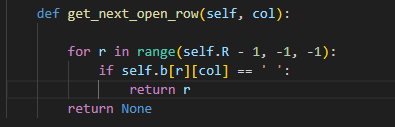 def get_next_open_row(self, col):
for r in range(self.R - 1, -1, -1):
if self.b[r][col] == ' ':
return r
return None